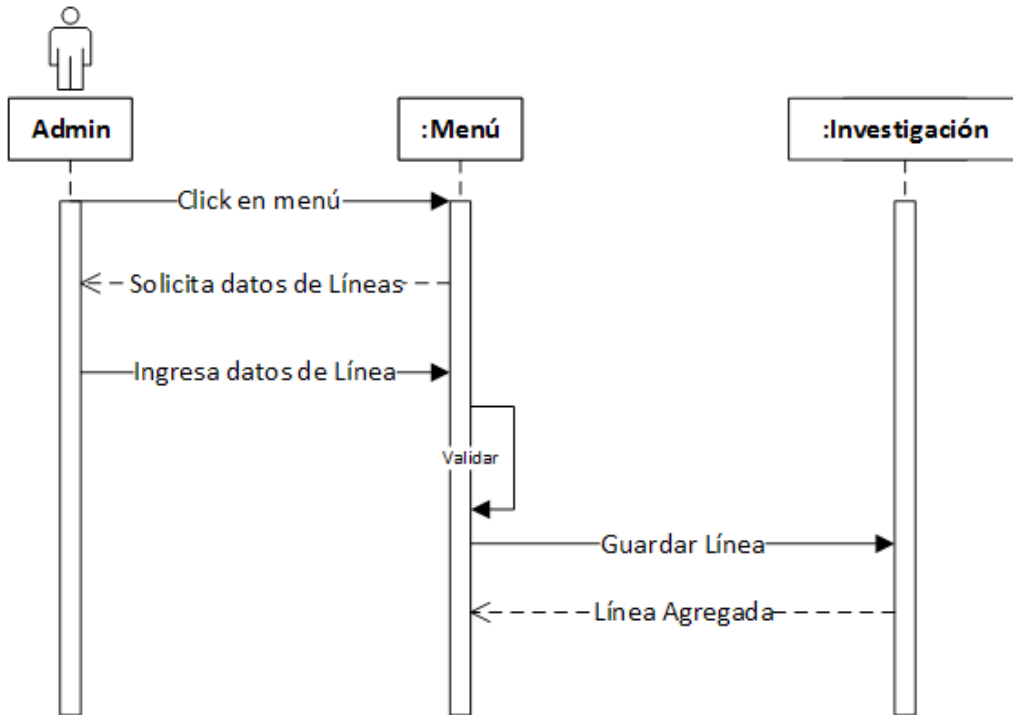 Admin
:Menú
:Investigación
Click en menú
Solicita datos de Líneas
Ingresa datos de Línea
Validar
Guardar Línea
Línea Agregada